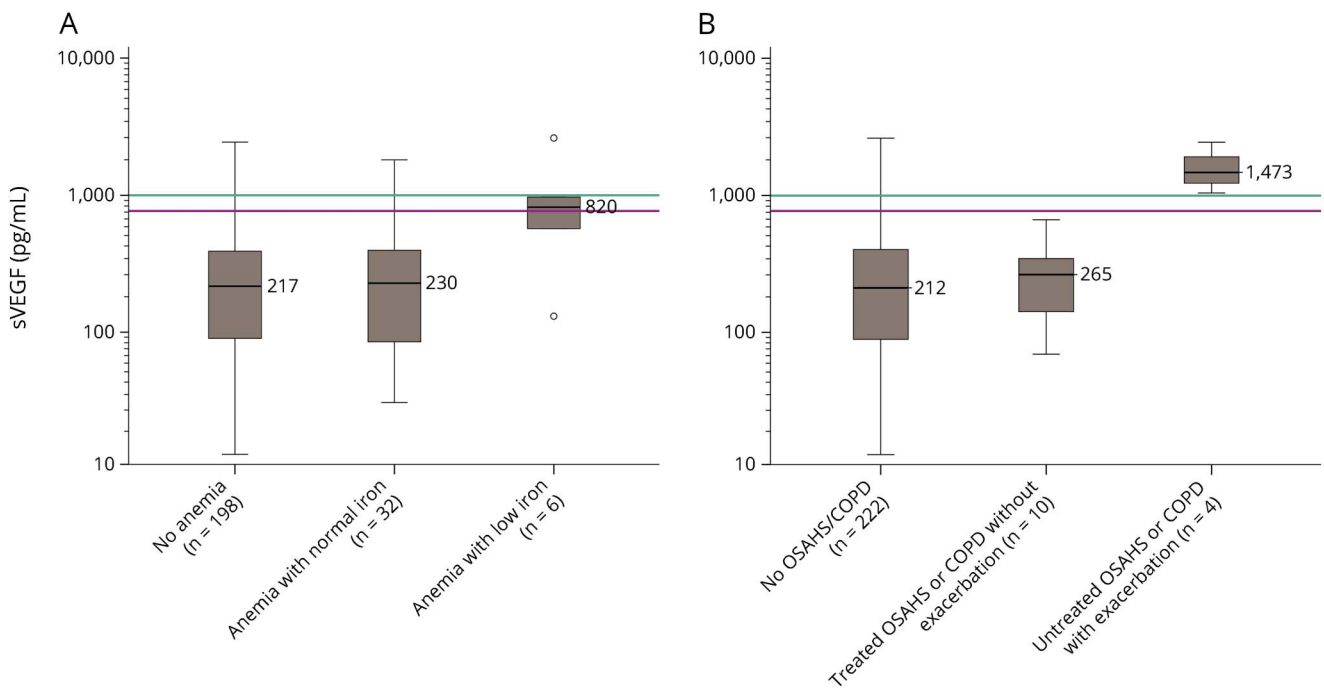 A
sVEGF (pg/mL)
10,000
1,000
100
10
217
230
820
No anemia
(n = 198)
Anemia with normal iron
(n = 32)
Anemia with low iron
(n = 6)
B
10,000
1,000
100
10
212
265
1,473
No OSAHS/COPD
(n = 222)
Treated OSAHS or COPD without
exacerbation (n = 10)
Untreated OSAHS or COPD
with exacerbation (n = 4)